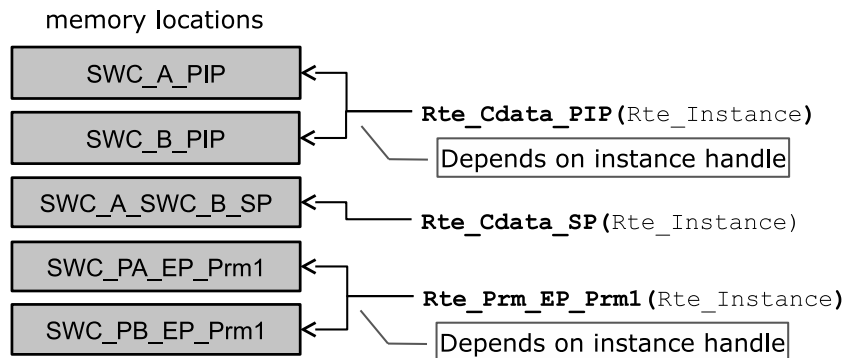 memory locations
SWC_A_PIP
Rte_Cdata_PIP(Rte_Instance)
SWC_B_PIP
Depends on instance handle
SWC_A_SWC_B_SP
Rte_Cdata_SP(Rte_Instance)
SWC_PA_EP_Prm1
Rte_Prm_EP_Prm1(Rte_Instance)
SWC_PB_EP_Prm1
Depends on instance handle